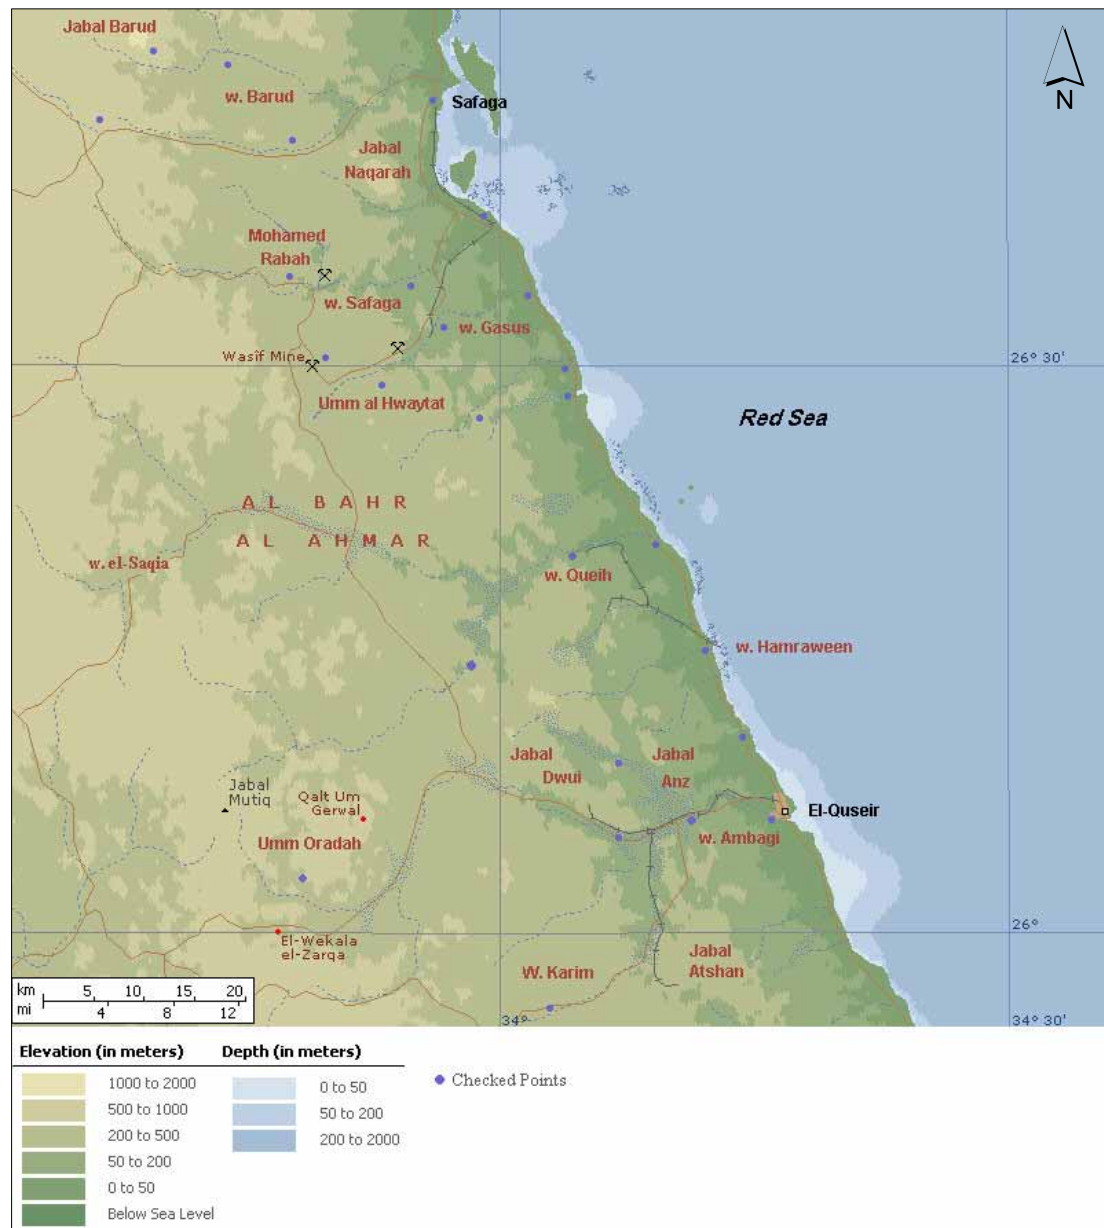 Jabal Barud
w. Barud
Safaga
N
Jabal
Naqarah
Mohamed
Rabah
w. Safaga
w. Gasus
Wasîf Mine
26° 30'
Umm al Hwaytat
Red Sea
AL BAHR
AL AHMAR
w. el-Saqia
w. Queih
w. Hamraween
Jabal
Dwui
Jabal
Anz
Jabal
Mutiq
Qalt Um
Gerwal
El-Quseir
Umm Oradah
w. Ambagi
26°
El-Wekala
el-Zarqa
W. Karim
Jabal
Atshan
km 5 10 15 20
mi 4 8 12
34°
34° 30'
Elevation (in meters)
1000 to 2000
500 to 1000
200 to 500
50 to 200
0 to 50
Below Sea Level
Depth (in meters)
0 to 50
50 to 200
200 to 2000
Checked Points